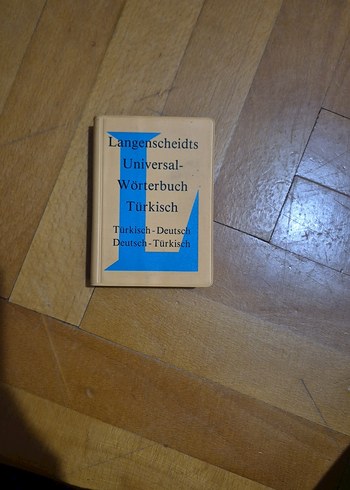 Langenscheidts
Universal-
Wörterbuch
Türkisch
Türkisch - Deutsch
Deutsch - Türkisch